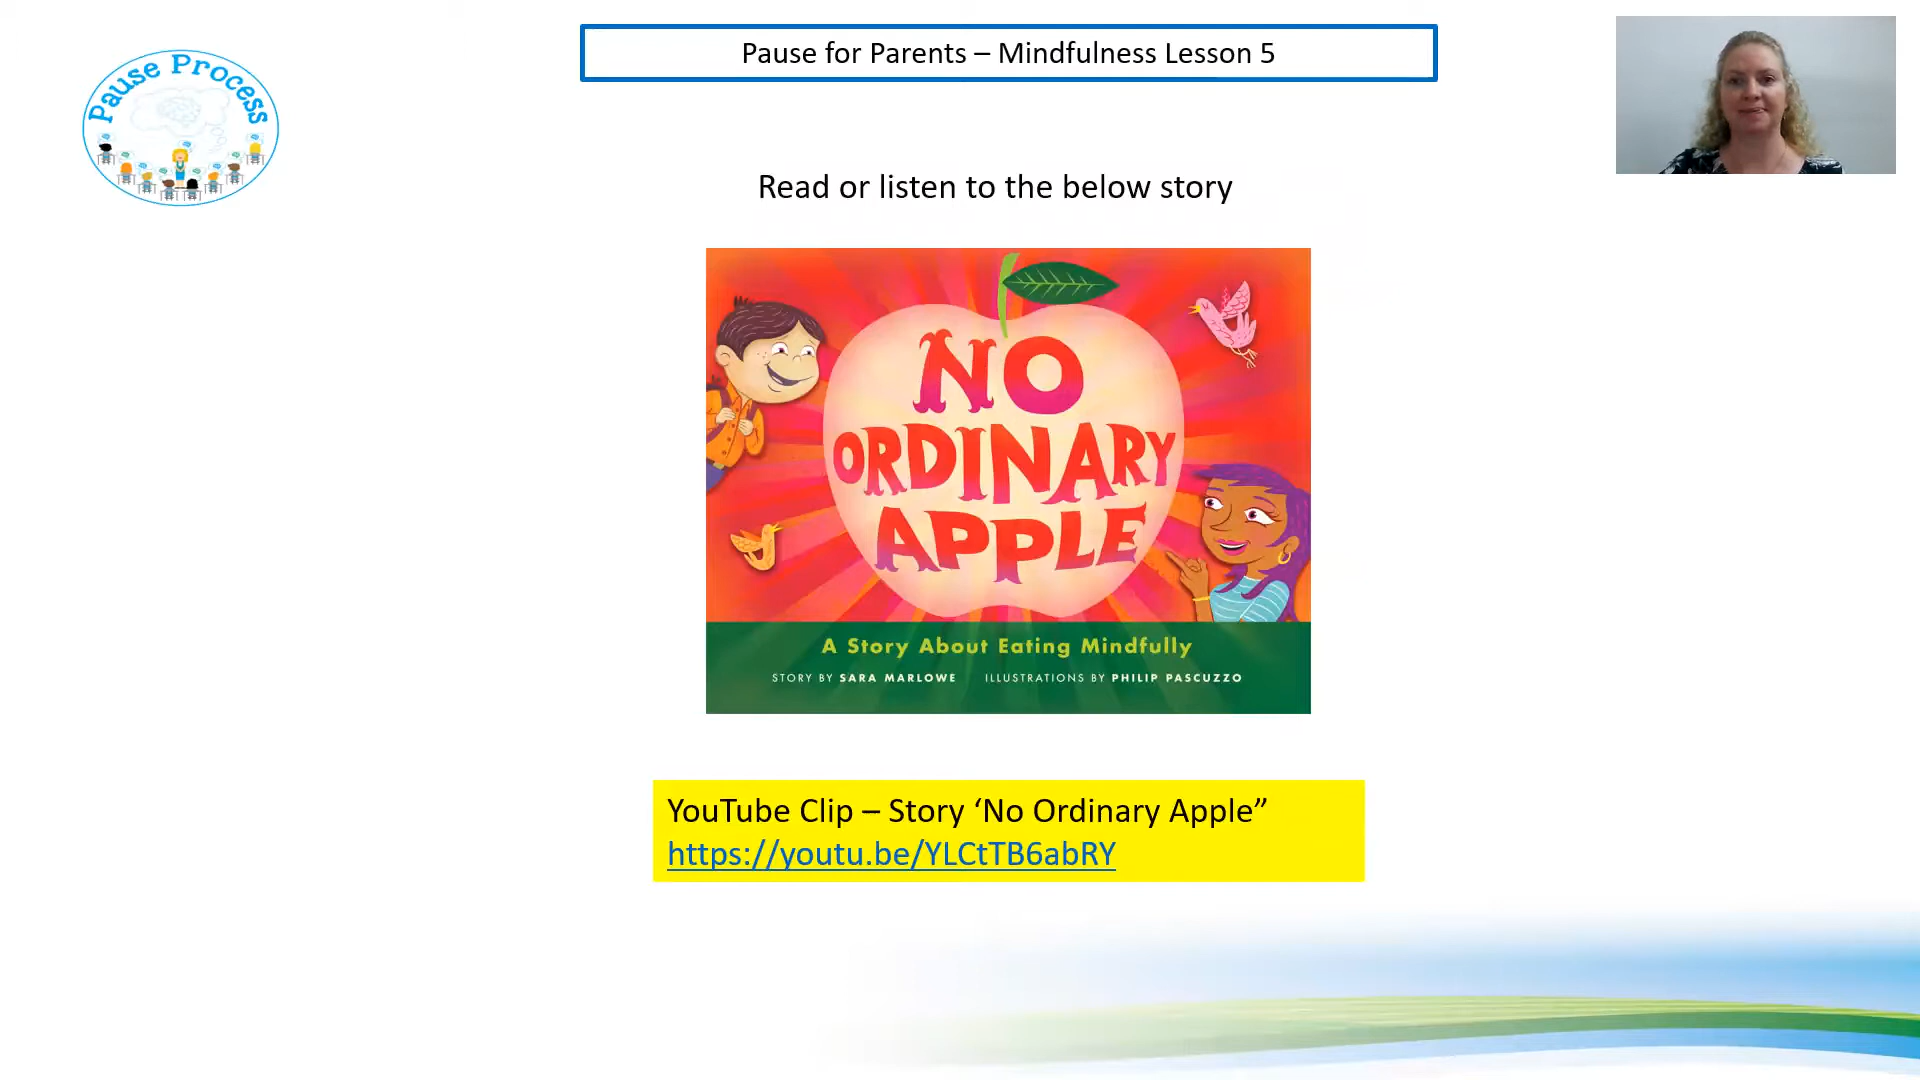 Pause for Parents – Mindfulness Lesson 5
Pause Process
Read or listen to the below story
NO
ORDINARY
APPLE
A Story About Eating Mindfully
STORY BY SARA MARLOWE ILLUSTRATIONS BY PHILIP PASCUZZO
YouTube Clip – Story ‘No Ordinary Apple”
https://youtu.be/YLCtTB6abRY